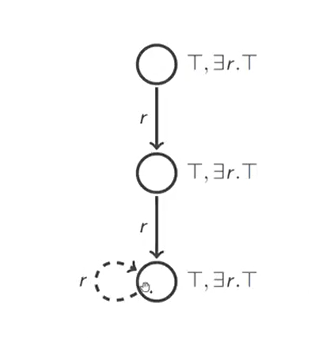 ⊤, ∃r.⊤
r
⊤, ∃r.⊤
r
r
⊤, ∃r.⊤